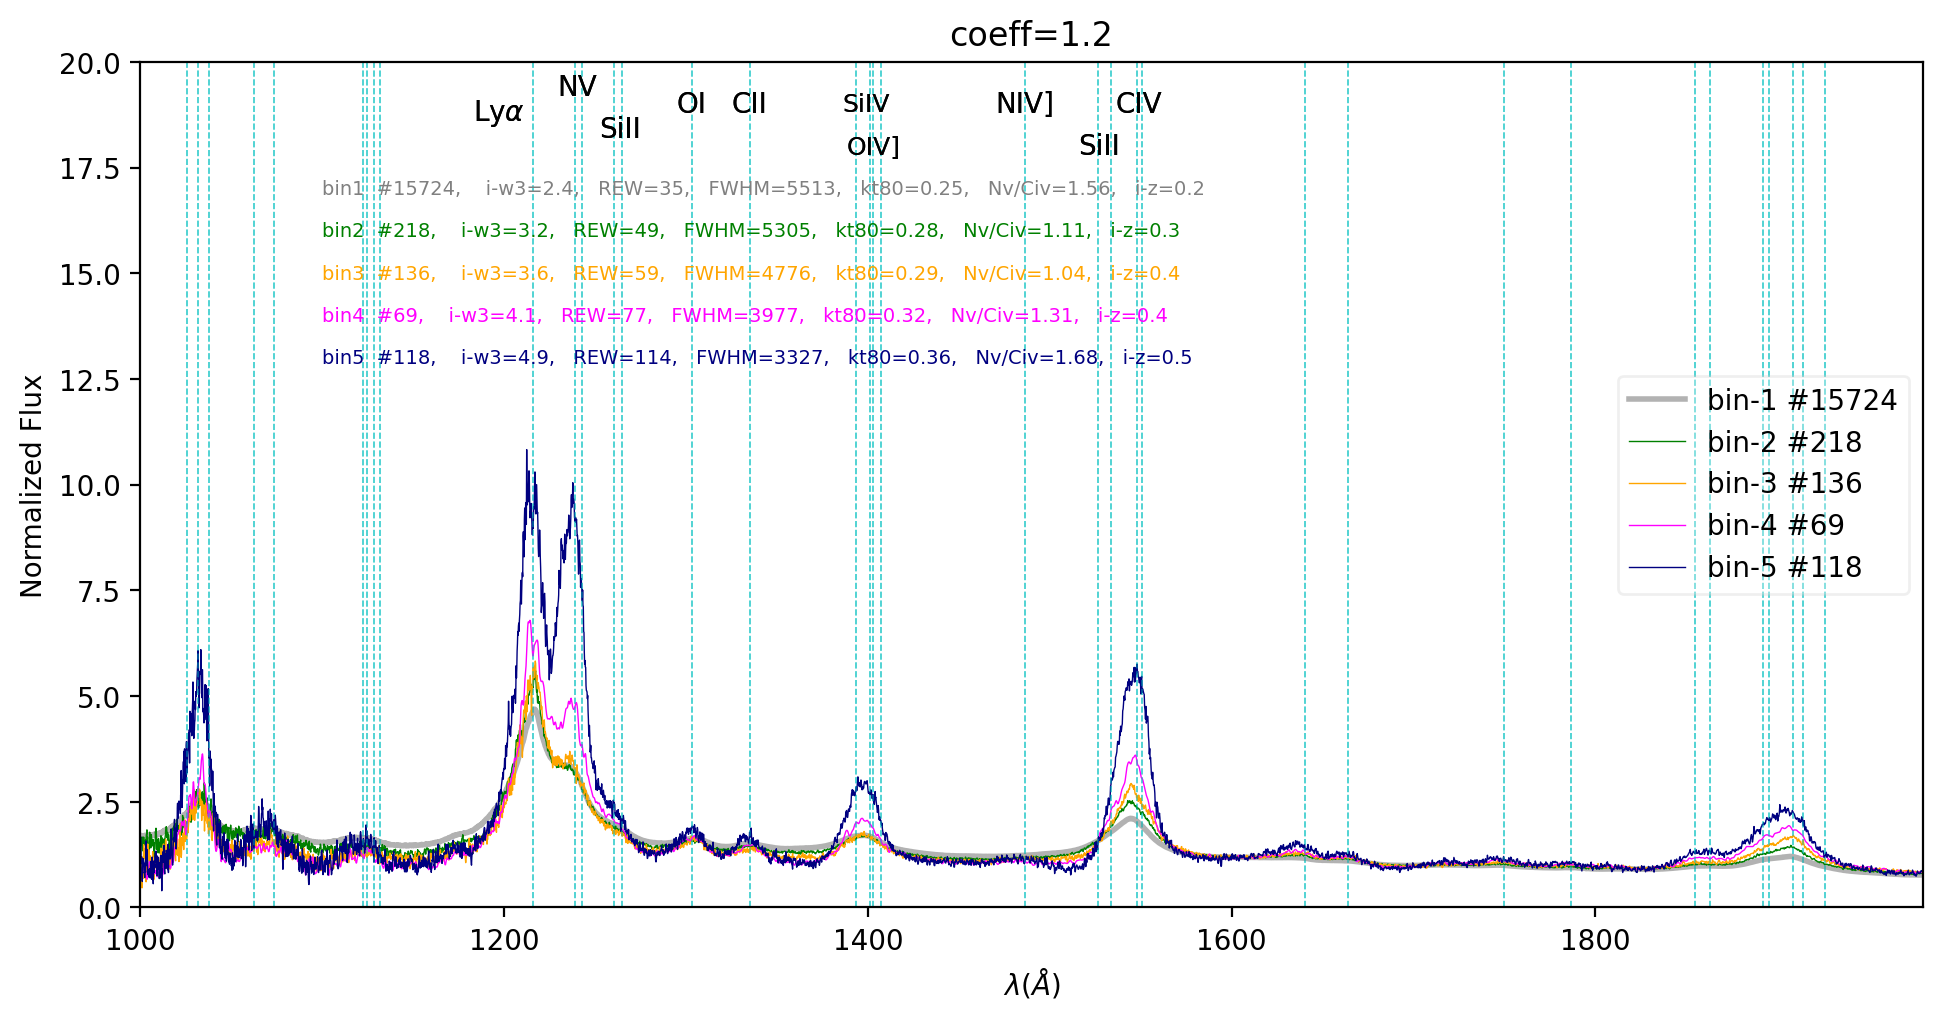 coeff=1.2
20.0
17.5
15.0
12.5
10.0
7.5
5.0
2.5
0.0
Normalized Flux
NV
Lyα
SiII
OI
CII
SiIV
OIV]
NIV]
CIV
SiII
bin1 #15724, i-w3=2.4, REW=35, FWHM=5513, kt80=0.25, Nv/Civ=1.56, i-z=0.2
bin2 #218, i-w3=3.2, REW=49, FWHM=5305, kt80=0.28, Nv/Civ=1.11, i-z=0.3
bin3 #136, i-w3=3.6, REW=59, FWHM=4776, kt80=0.29, Nv/Civ=1.04, i-z=0.4
bin4 #69, i-w3=4.1, REW=77, FWHM=3977, kt80=0.32, Nv/Civ=1.31, i-z=0.4
bin5 #118, i-w3=4.9, REW=114, FWHM=3327, kt80=0.36, Nv/Civ=1.68, i-z=0.5
bin-1 #15724
bin-2 #218
bin-3 #136
bin-4 #69
bin-5 #118
1000 1200 1400 1600 1800
λ(Å)